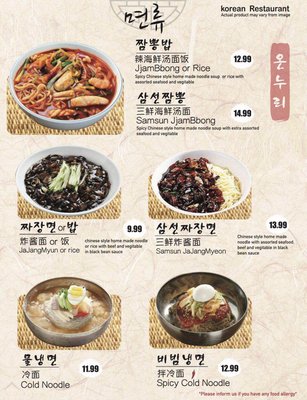 면류
korean Restaurant
Actual product may vary from image
온누리
짬뽕밥
辣海鲜汤面饭
JjamBbong or Rice
12.99
Spicy Chinese style home made noodle soup or rice with
assorted seafood and vegetable
삼선짬뽕
三鲜海鲜汤面
Samsun JjamBbong
14.99
Spicy Chinese style home made noodle soup with extra assorted
seafood and vegetable
짜장면or밥
炸酱面 or 饭
JaJangMyun or rice
9.99
chinese style home made
noodle or rice
with beef and vegetable in
black bean sauce
삼선짜장면
三鲜炸酱面
Samsun JaJangMyeon
13.99
Chinese style home made
noodle with assorted seafood,
beef and vegetable in
black bean sauce
물냉면
冷面
Cold Noodle
11.99
비빔냉면
拌冷面
Spicy Cold Noodle
12.99
*Please inform us if you have any food allergy*